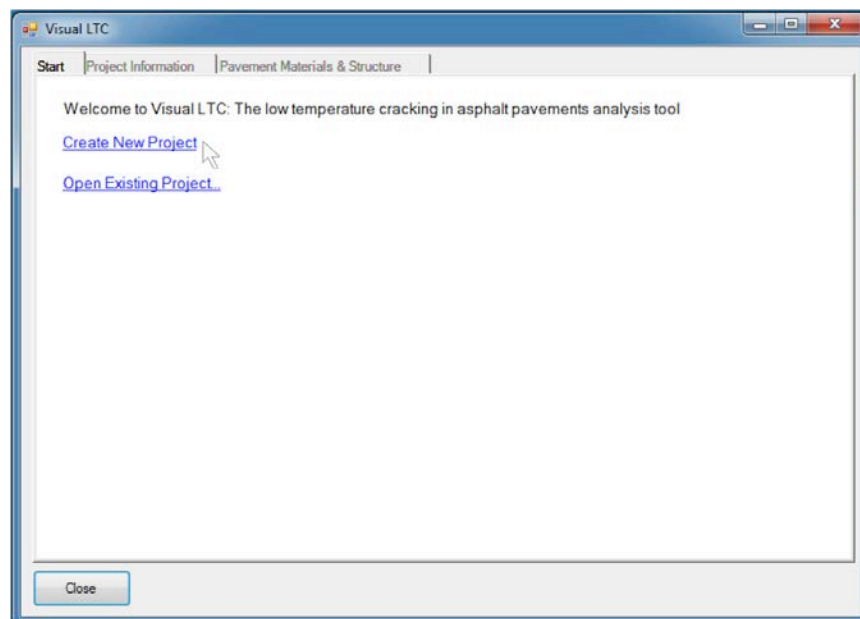 Visual LTC
Start Project Information Pavement Materials & Structure
Welcome to Visual LTC: The low temperature cracking in asphalt pavements analysis tool
Create New Project
Open Existing Project...
Close